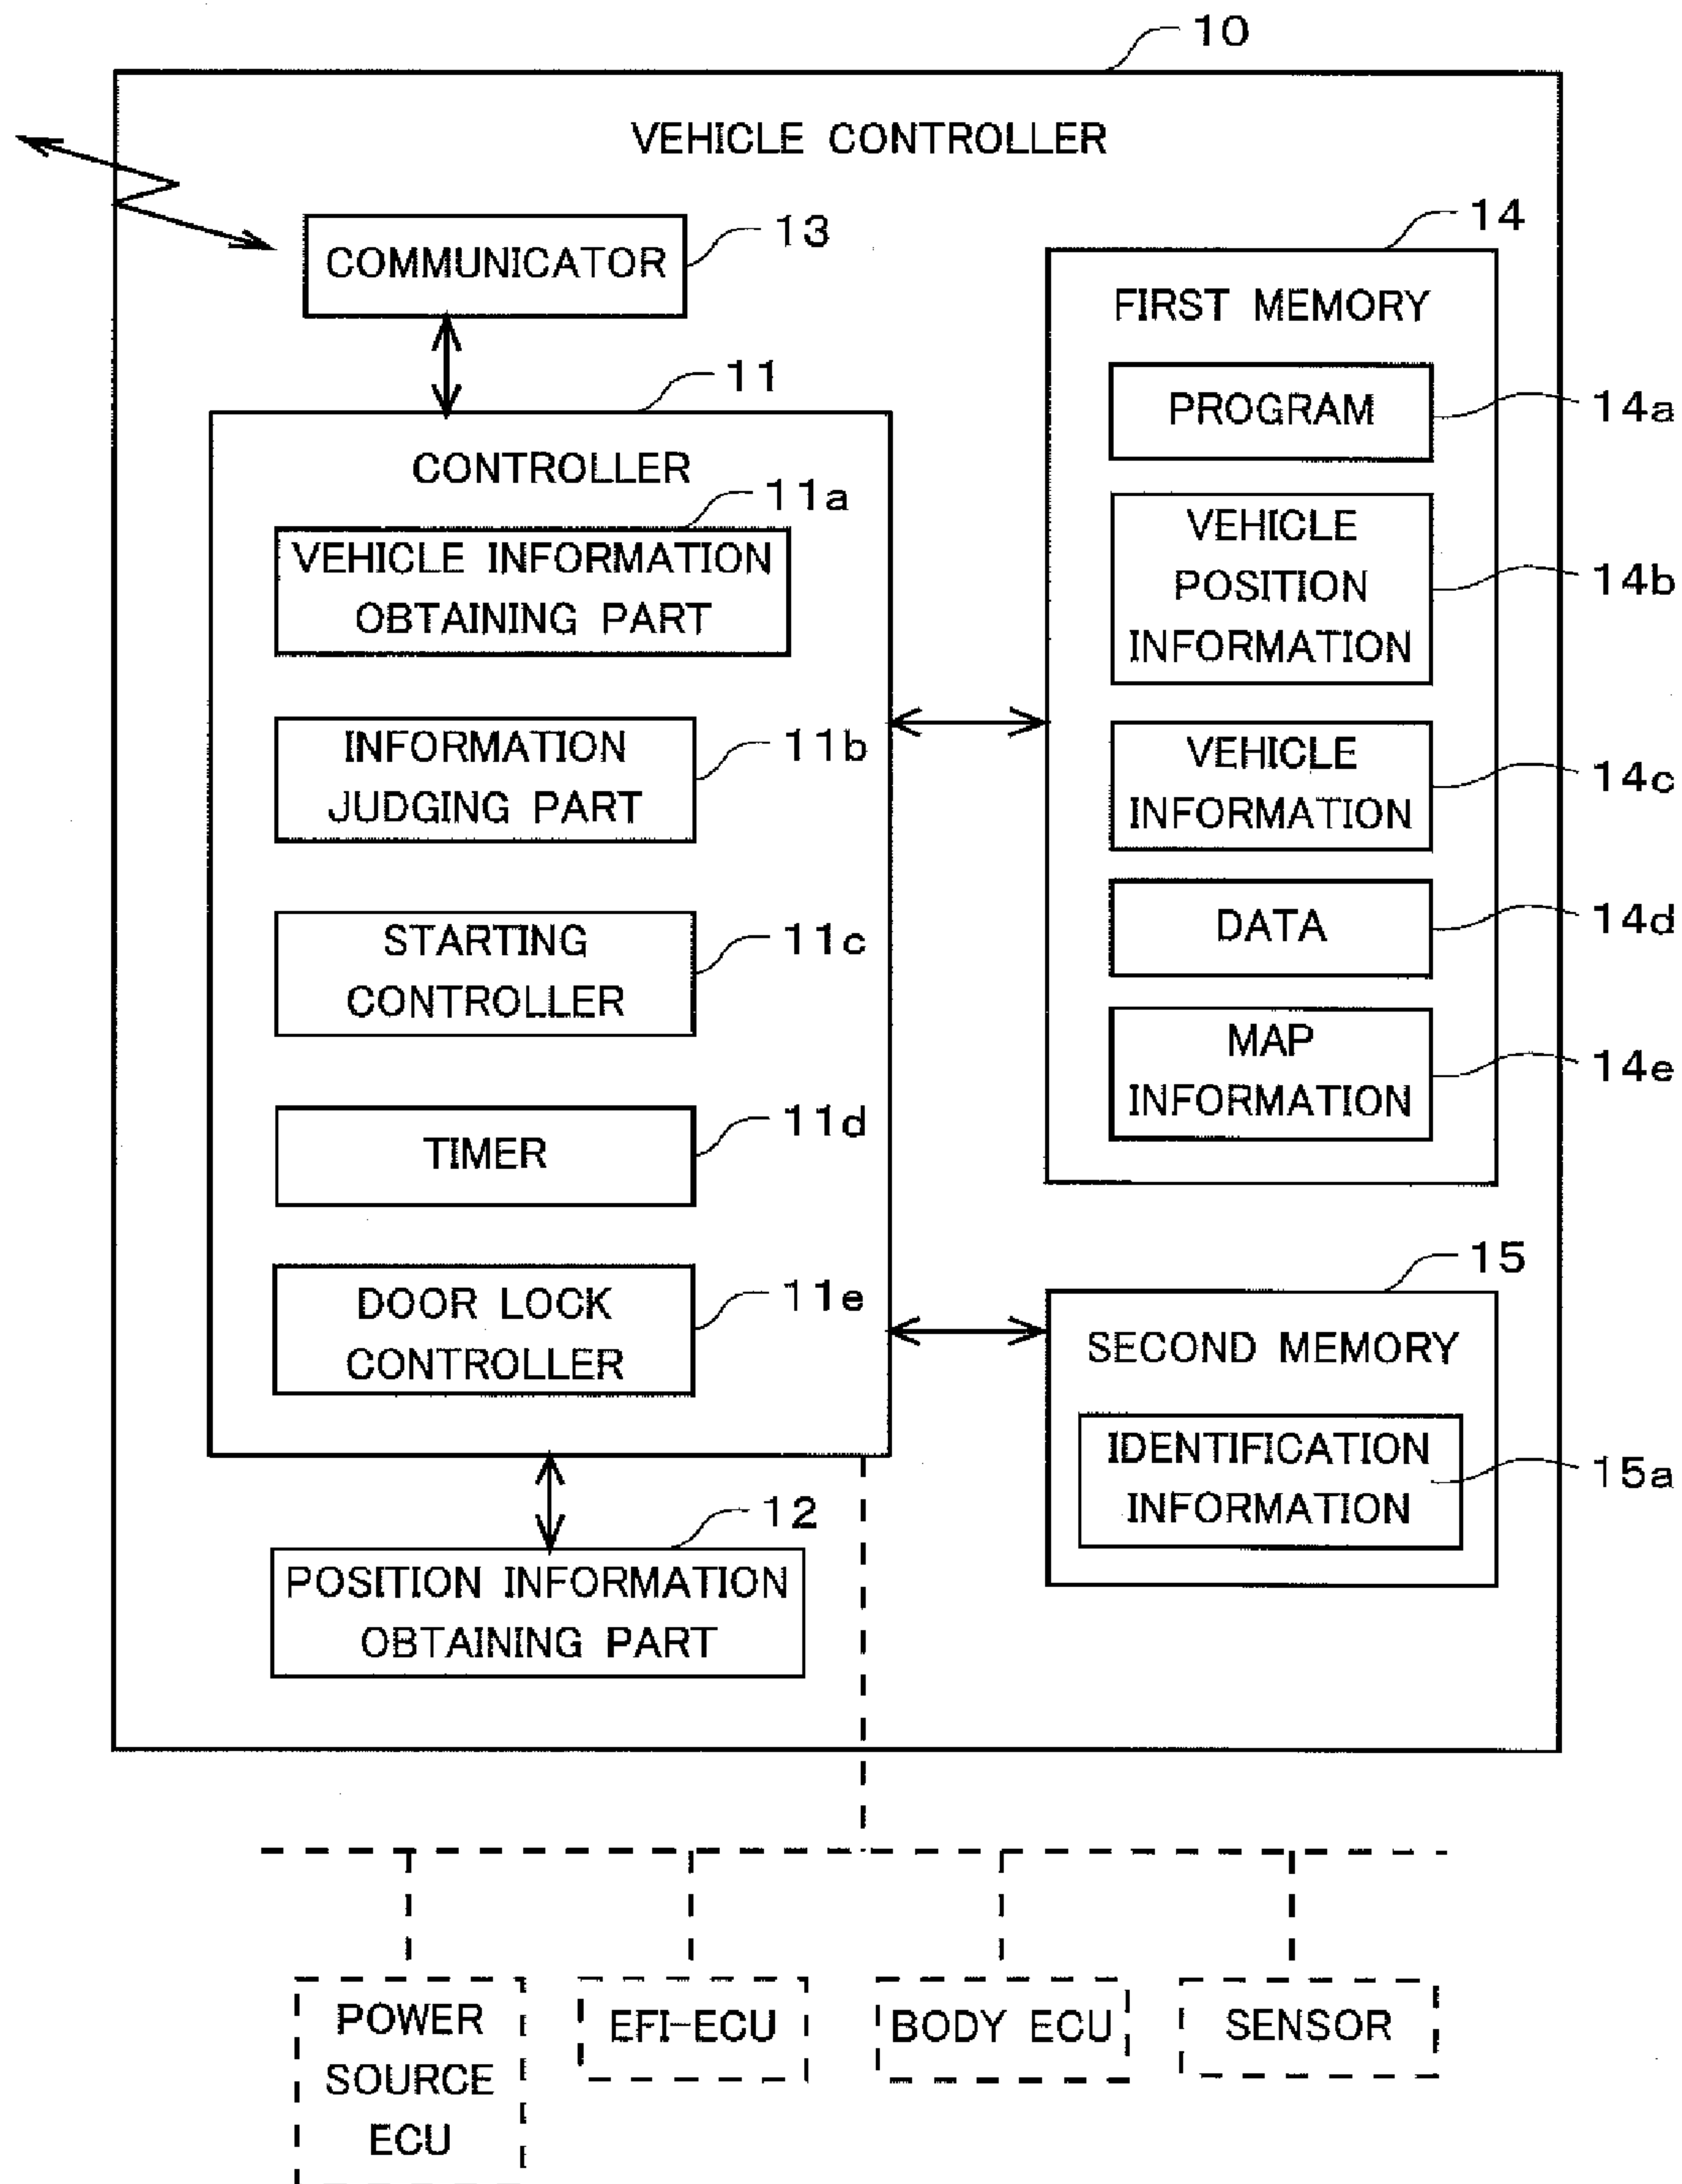 10
VEHICLE CONTROLLER
COMMUNICATOR
13
11
CONTROLLER
11a
VEHICLE INFORMATION
OBTAINING PART
INFORMATION
JUDGING PART
11b
STARTING
CONTROLLER
11c
TIMER
11d
DOOR LOCK
CONTROLLER
11e
12
POSITION INFORMATION
OBTAINING PART
14
FIRST MEMORY
PROGRAM
14a
VEHICLE
POSITION
INFORMATION
14b
VEHICLE
INFORMATION
14c
DATA
14d
MAP
INFORMATION
14e
15
SECOND MEMORY
IDENTIFICATION
INFORMATION
15a
POWER
SOURCE
ECU
EFI-ECU
BODY ECU
SENSOR